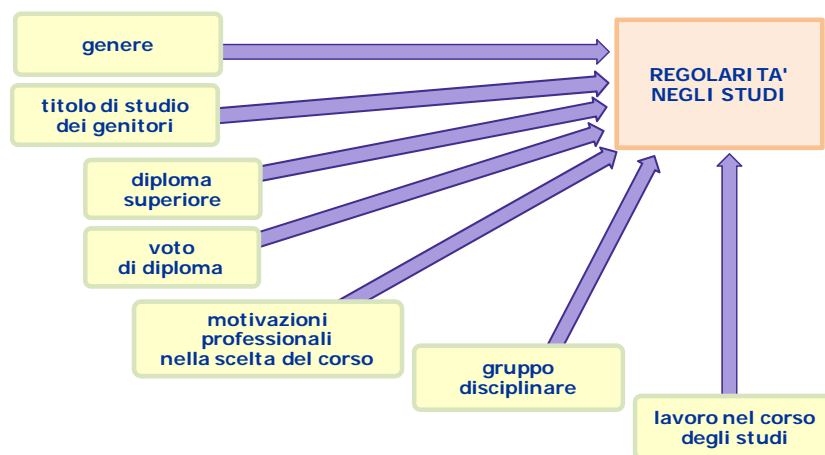 genere
REGOLARITA'
NEGLI STUDI
titolo di studio
dei genitori
diploma
superiore
voto
di diploma
motivazioni
professionali
nella scelta del corso
gruppo
disciplinare
lavoro nel corso
degli studi